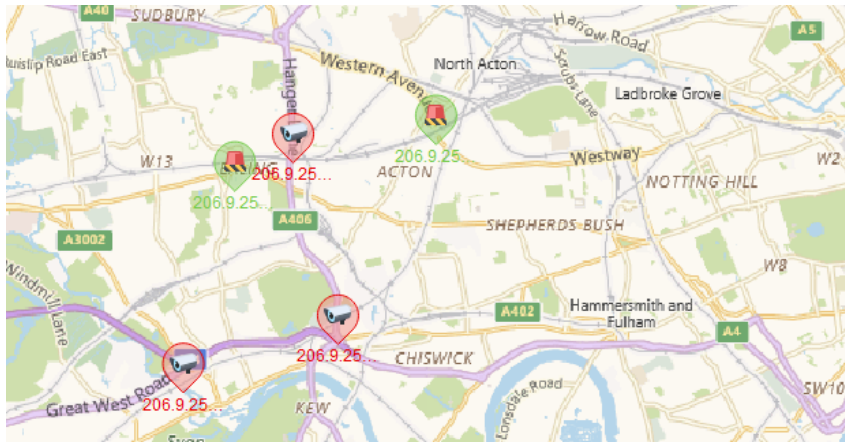 A40
SUDBURY
Harrow Road
A5
Ruislip Road East
Hanger
Western Avenue
North Acton
Scrubs Lane
Ladbroke Grove
206.9.25...
W13
206.9.25...
ACTON
Westway
W2
NOTTING HILL
206.9.25...
A406
SHEPHERDS BUSH
A3002
W8
Windmill Lane
A402
Hammersmith and
Fulham
A4
206.9.25...
CHISWICK
Great West Road
206.9.25...
KEW
Lonsdale Road
SW10
Syon